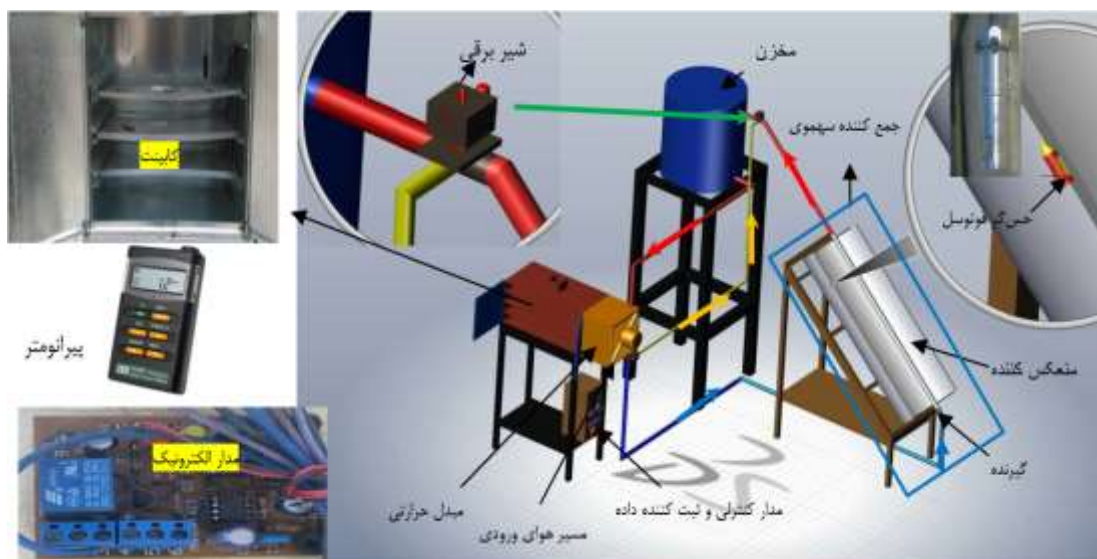 شیر برقی
مخزن
جمع کننده سهموی
حس‌گر فوتوسل
کابینت
پیرانومتر
منعکس کننده
گیرنده
مدار الکترونیک
مبدل حرارتی
مسیر هوای ورودی
مدار کنترلی و ثبت کننده داده